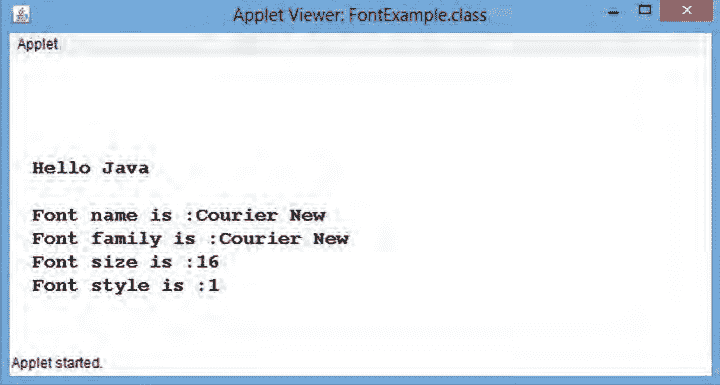 Applet Viewer: FontExample.class
Applet
Hello Java
Font name is :Courier New
Font family is :Courier New
Font size is :16
Font style is :1
Applet started.